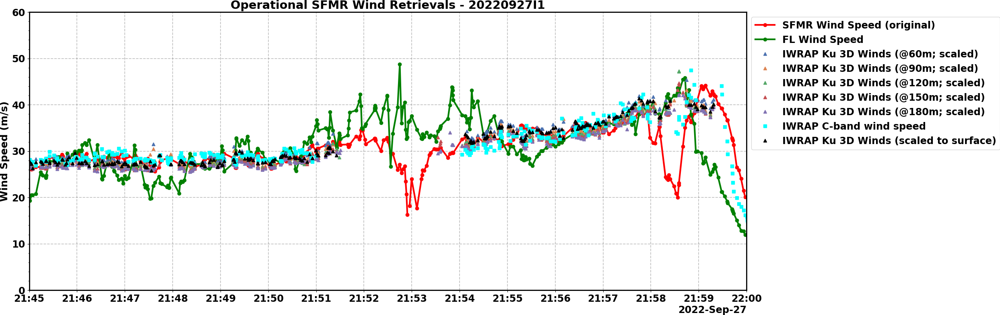 Operational SFMR Wind Retrievals - 20220927I1
Wind Speed (m/s)
60
50
40
30
20
10
0
21:45 21:46 21:47 21:48 21:49 21:50 21:51 21:52 21:53 21:54 21:55 21:56 21:57 21:58 21:59 22:00
2022-Sep-27
SFMR Wind Speed (original)
FL Wind Speed
IWRAP Ku 3D Winds (@60m; scaled)
IWRAP Ku 3D Winds (@90m; scaled)
IWRAP Ku 3D Winds (@120m; scaled)
IWRAP Ku 3D Winds (@150m; scaled)
IWRAP Ku 3D Winds (@180m; scaled)
IWRAP C-band wind speed
IWRAP Ku 3D Winds (scaled to surface)